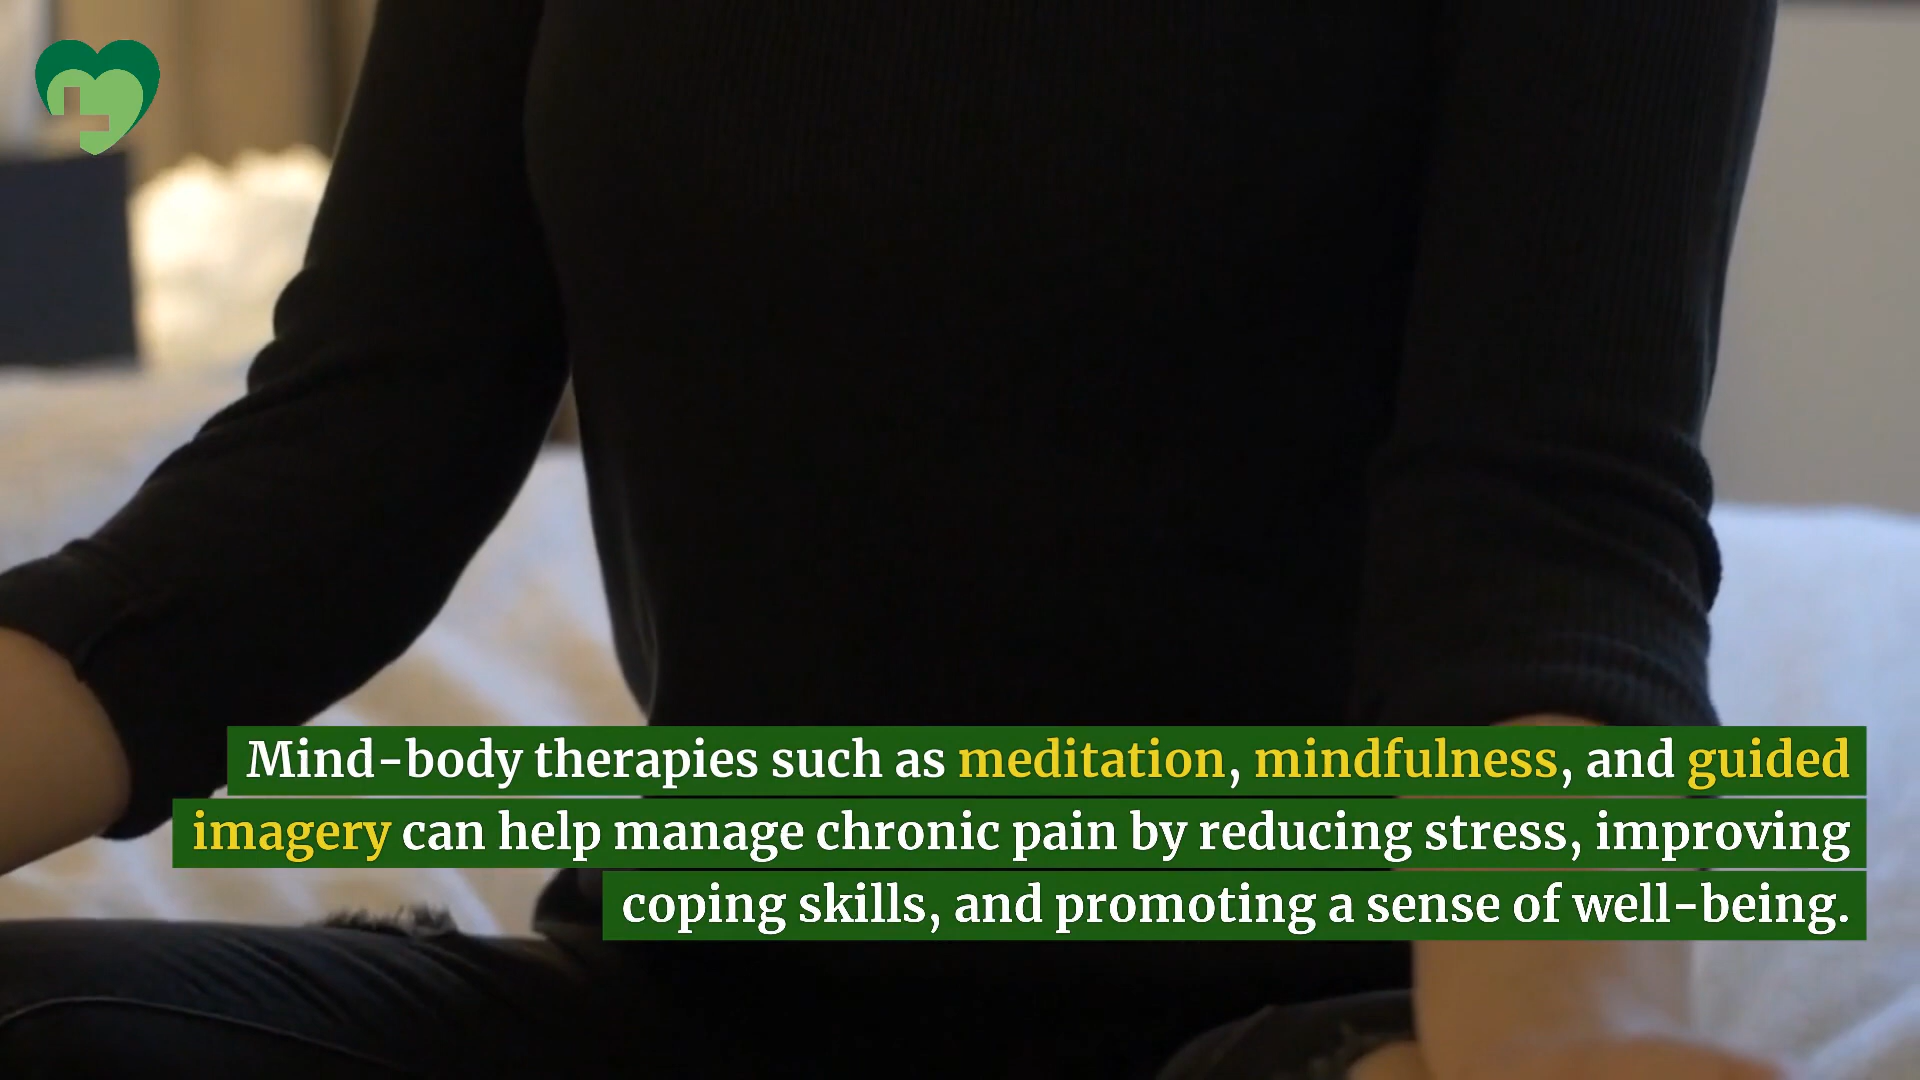 Mind-body therapies such as meditation, mindfulness, and guided
imagery can help manage chronic pain by reducing stress, improving
coping skills, and promoting a sense of well-being.